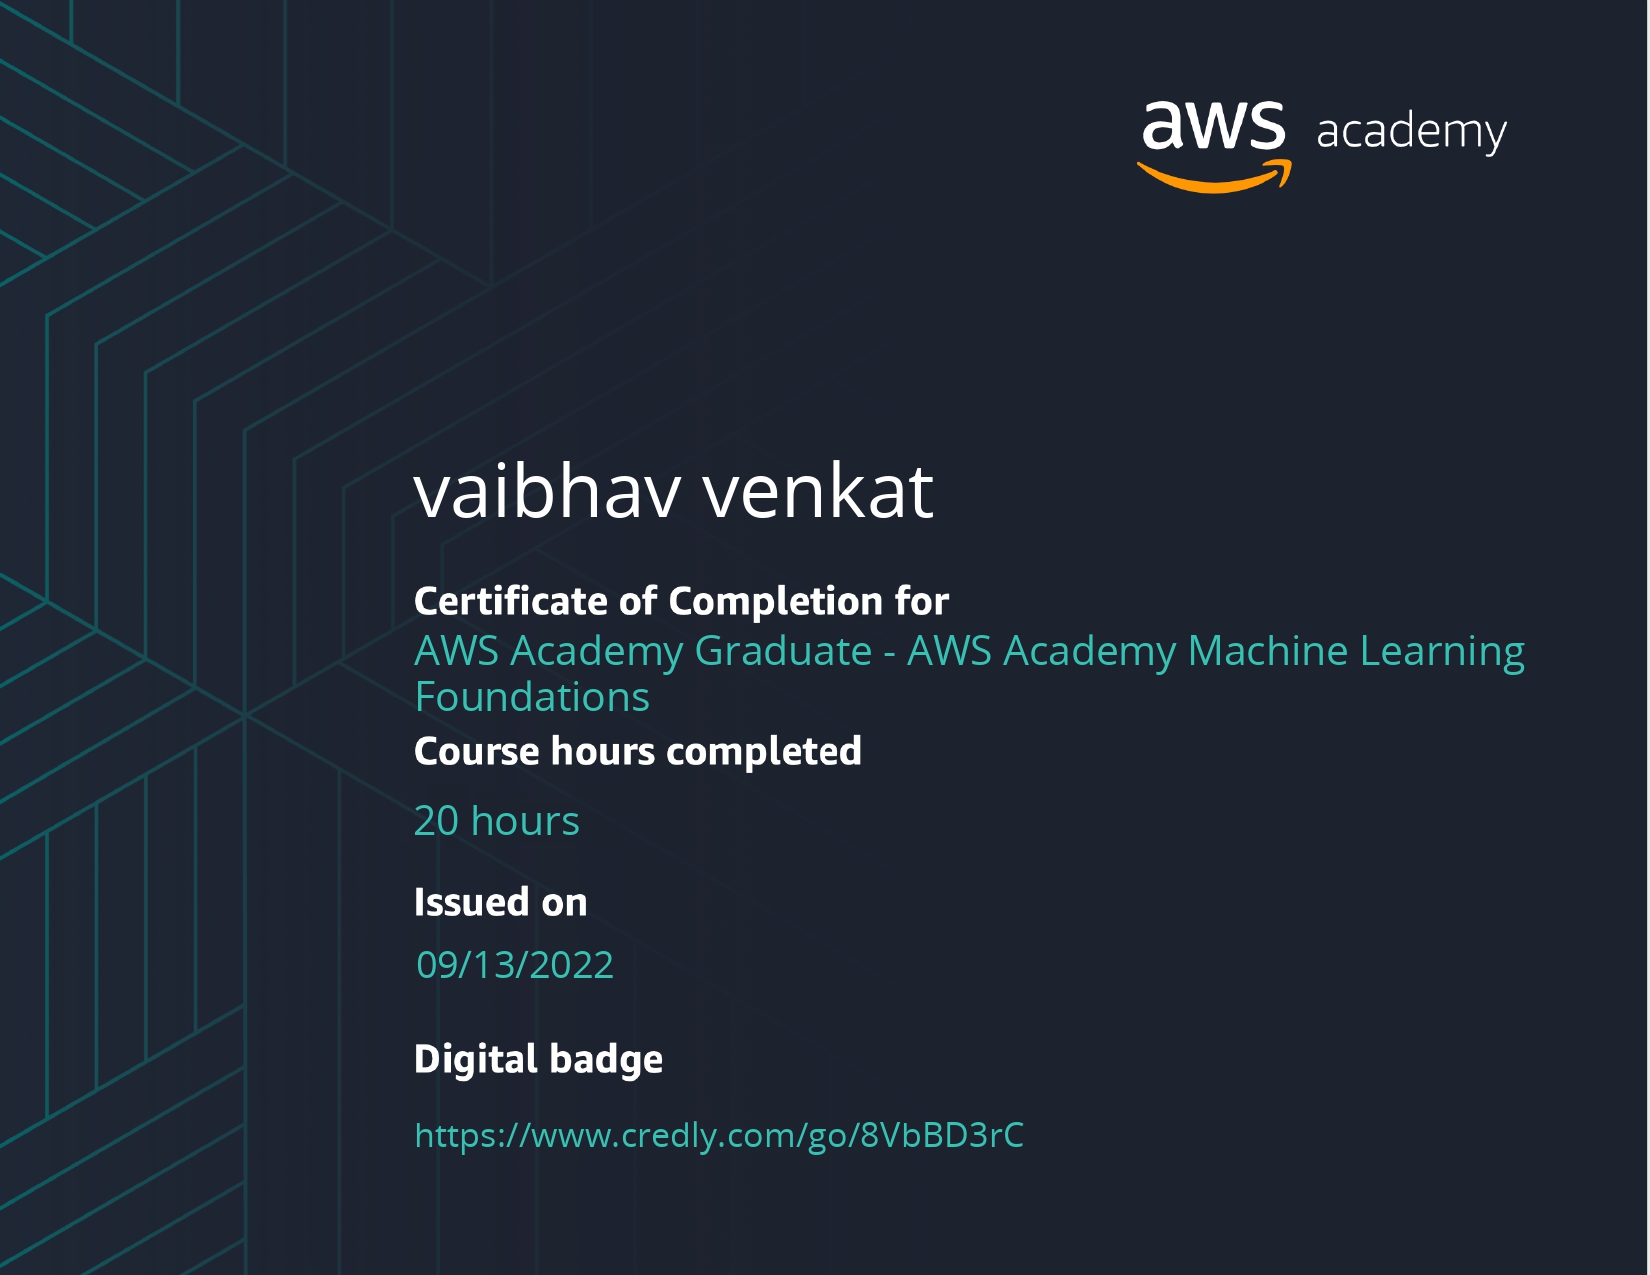 aws academy
vaibhav venkat
Certificate of Completion for
AWS Academy Graduate - AWS Academy Machine Learning
Foundations
Course hours completed
20 hours
Issued on
09/13/2022
Digital badge
https://www.credly.com/go/8VbBD3rC